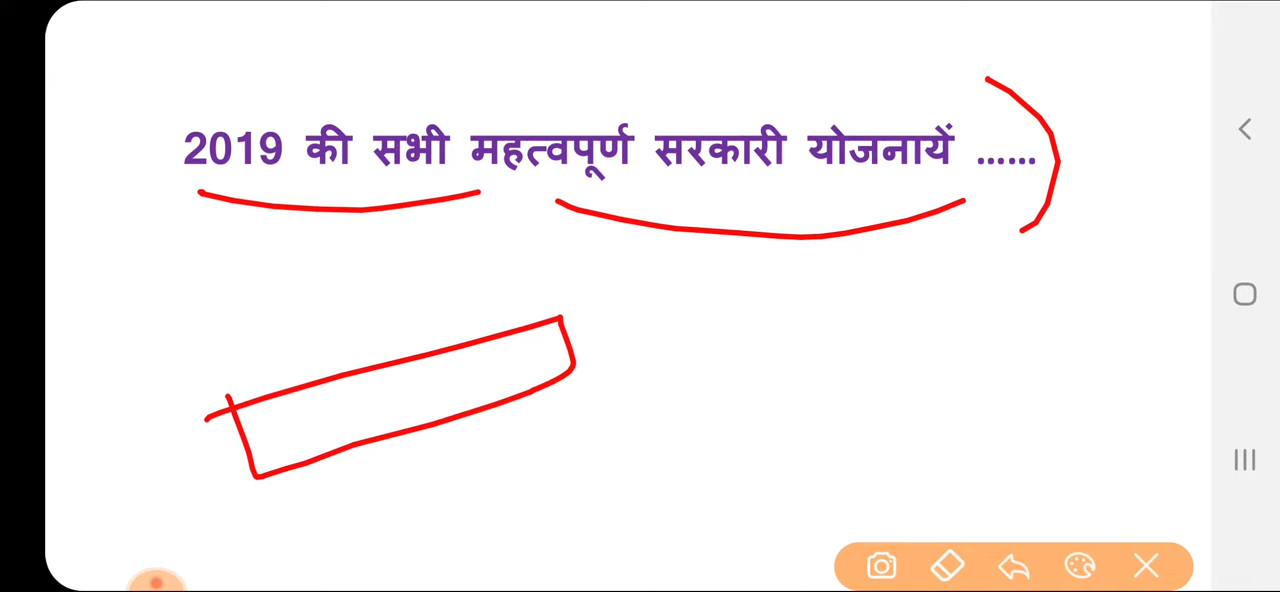 2019 की सभी महत्वपूर्ण सरकारी योजनायें ......